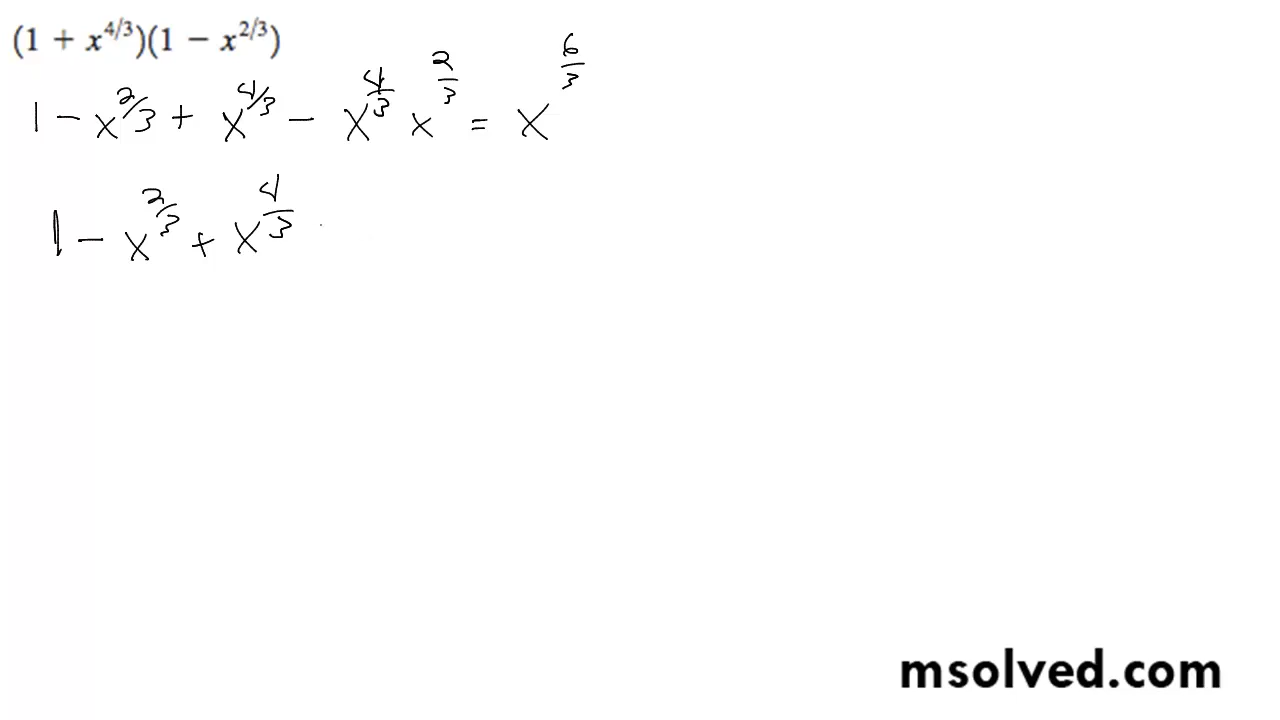 (1 + x^{4/3})(1 − x^{2/3})
1 − x^{2/3} + x^{4/3} − x^{4/3} x^{2/3} = x^{6/3}
1 − x^{2/3} + x^{4/3}
msolved.com